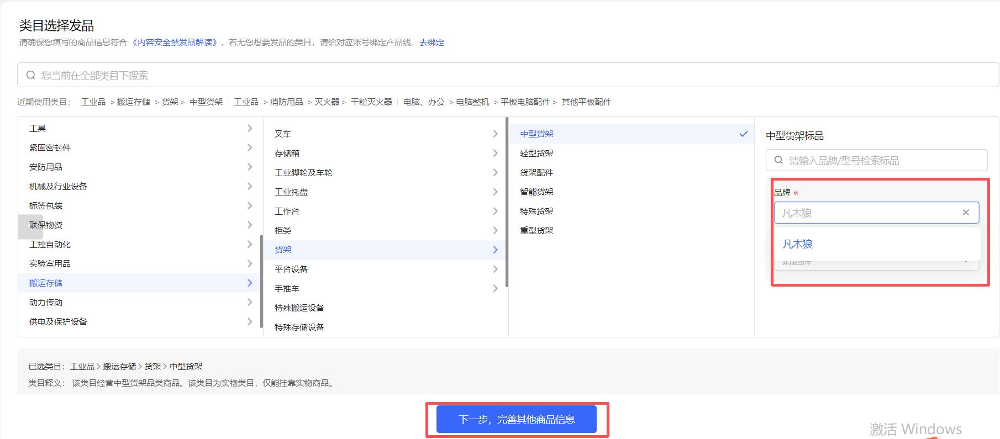 类目选择发品
请确保您填写的商品信息符合 《内容安全禁发品解读》，若无您想要发品的类目，请给对应账号绑定产品线，去绑定
您当前在全部类目下搜索
近期使用类目： 工业品 > 搬运存储 > 货架 > 中型货架 | 工业品 > 消防用品 > 灭火器 > 干粉灭火器 | 电脑、办公 > 电脑整机 > 平板电脑配件 > 其他平板配件
工具
紧固密封件
安防用品
机械及行业设备
标签包装
联保物资
工控自动化
实验室用品
搬运存储
动力传动
供电及保护设备
叉车
存储箱
工业脚轮及车轮
工业托盘
工作台
柜类
货架
平台设备
手推车
特殊搬运设备
特殊存储设备
中型货架
轻型货架
货架配件
智能货架
特殊货架
重型货架
中型货架标品
请输入品牌/型号检索标品
品牌 *
凡木狼
凡木狼
请选择
已选类目：工业品 > 搬运存储 > 货架 > 中型货架
类目释义： 该类目经营中型货架品类商品。该类目为实物类目，仅能挂靠实物商品。
下一步，完善其他商品信息
激活 Windows